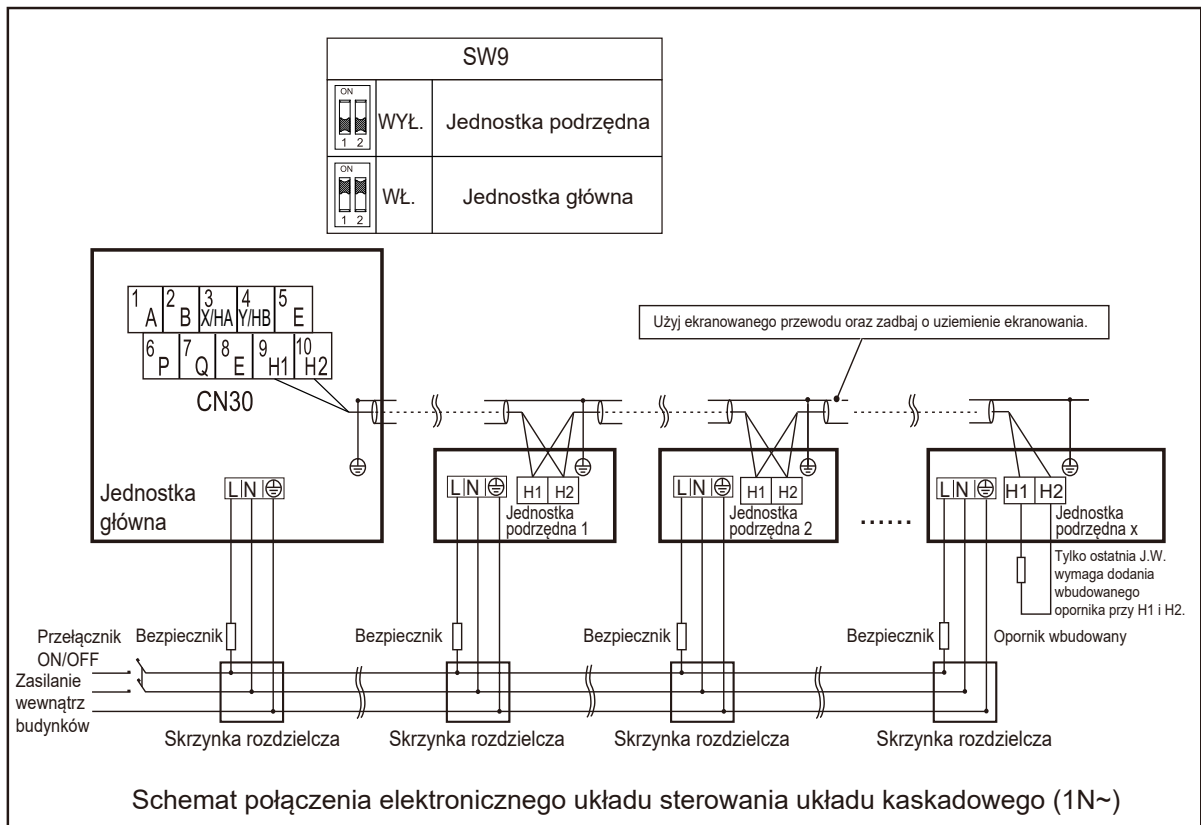 SW9
ON
1 2
WYŁ.
Jednostka podrzędna
ON
1 2
WŁ.
Jednostka główna
1 A
2 B
3 X/HA
4 Y/HB
5 E
6 P
7 Q
8 E
9 H1
10 H2
CN30
Użyj ekranowanego przewodu oraz zadbaj o uziemienie ekranowania.
Jednostka
główna
L N
L N
H1 H2
Jednostka
podrzędna 1
L N
H1 H2
Jednostka
podrzędna 2
......
L N
H1 H2
Jednostka
podrzędna x
Tylko ostatnia J.W.
wymaga dodania
wbudowanego
opornika przy H1 i H2.
Przełącznik
ON/OFF
Bezpiecznik
Bezpiecznik
Bezpiecznik
Bezpiecznik
Opornik wbudowany
Zasilanie
wewnątrz
budynków
Skrzynka rozdzielcza
Skrzynka rozdzielcza
Skrzynka rozdzielcza
Skrzynka rozdzielcza
Schemat połączenia elektronicznego układu sterowania układu kaskadowego (1N~)